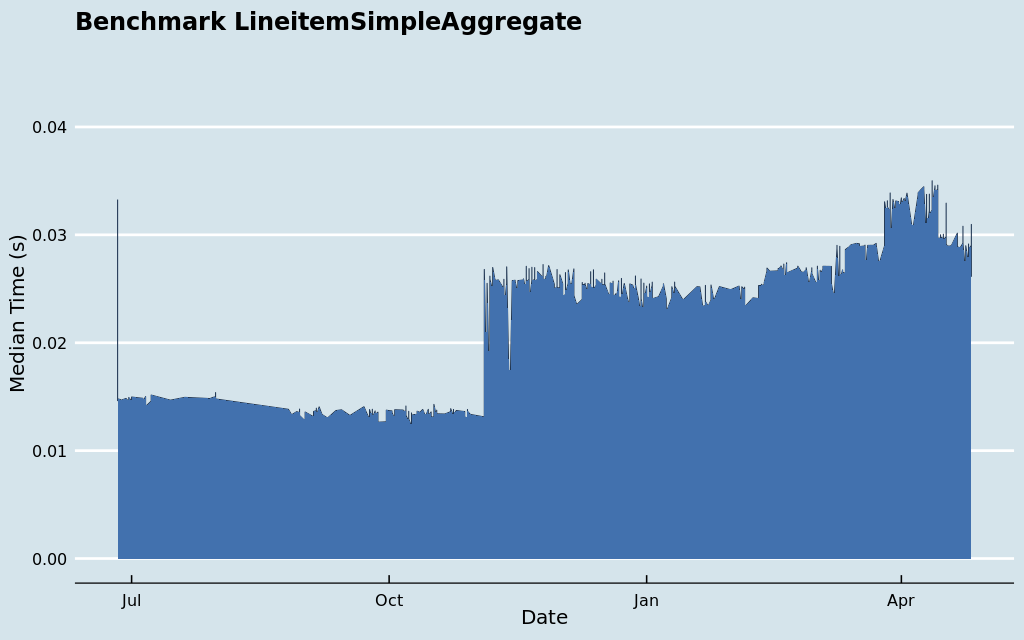 Benchmark LineitemSimpleAggregate
Median Time (s)
0.04
0.03
0.02
0.01
0.00
Jul
Oct
Jan
Apr
Date